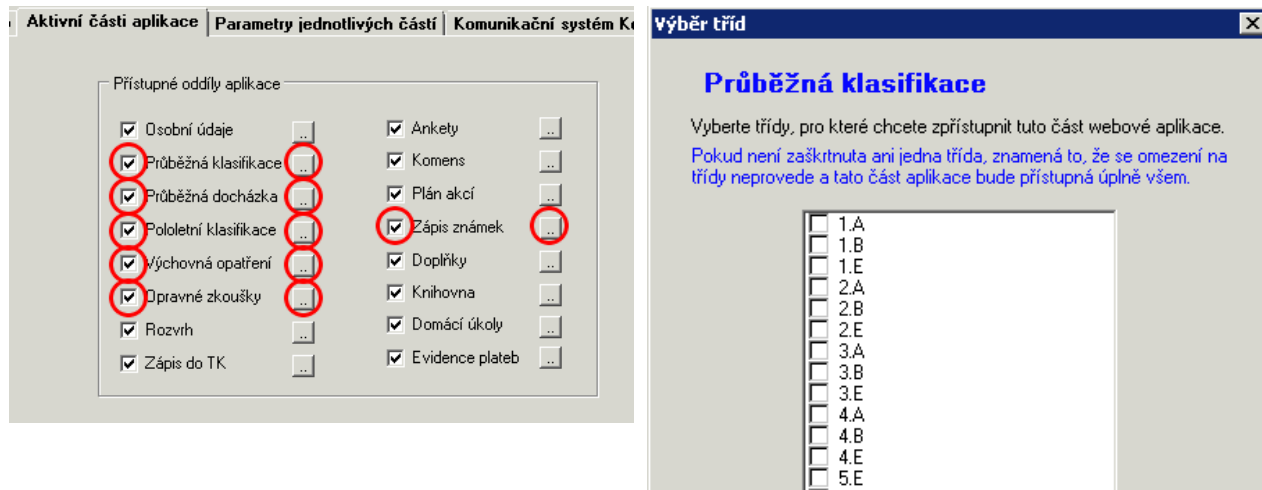 Aktivní části aplikace
Parametry jednotlivých částí
Komunikační systém
Přístupné oddíly aplikace
Osobní údaje ..
Průběžná klasifikace ..
Průběžná docházka ..
Pololetní klasifikace ..
Výchovná opatření ..
Opravné zkoušky ..
Rozvrh ..
Zápis do TK ..
Ankety ..
Komens ..
Plán akcí ..
Zápis známek ..
Doplňky ..
Knihovna ..
Domácí úkoly ..
Evidence plateb ..
Výběr tříd
Průběžná klasifikace
Vyberte třídy, pro které chcete zpřístupnit tuto část webové aplikace.
Pokud není zaškrtnuta ani jedna třída, znamená to, že se omezení na
třídy neprovede a tato část aplikace bude přístupná úplně všem.
1.A
1.B
1.E
2.A
2.B
2.E
3.A
3.B
3.E
4.A
4.B
4.E
5.E